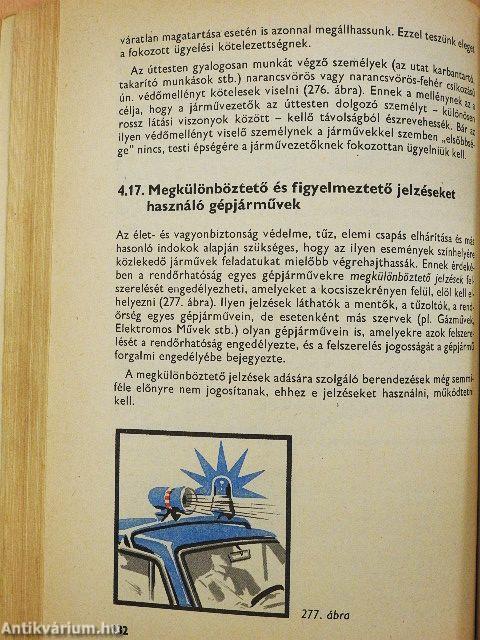 váratlan magatartása esetén is azonnal megállhassunk. Ezzel teszünk eleget
a fokozott ügyelési kötelezettségnek.
Az úttesten gyalogosan munkát végző személyek (az utat karbantartó,
takarító munkások stb.) narancsvörös vagy narancsvörös-fehér csíkozású
ún. védőmellényt kötelesek viselni (276. ábra). Ennek a mellénynek az a
célja, hogy a járművezetők az úttesten dolgozó személyt – különösen
rossz látási viszonyok között – kellő távolságból észrevehessék. Bár az
ilyen védőmellényt viselő személynek a járművekkel szemben „elsőbbsé-
ge” nincs, testi épségére a járművezetőknek fokozottan ügyelniük kell.
4.17. Megkülönböztető és figyelmeztető jelzéseket
használó gépjárművek
Az élet- és vagyonbiztonság védelme, tűz, elemi csapás elhárítása és más
hasonló indokok alapján szükséges, hogy az ilyen események színhelyére
közlekedő járművek feladatukat mielőbb végrehajthassák. Ennek érdeké-
ben a rendőrhatóság egyes gépjárművekre megkülönböztető jelzések fel-
szerelését engedélyezheti, amelyeket a kocsiszekrényen felül, elöl kell el-
helyezni (277. ábra). Ilyen jelzések láthatók a mentők, a tűzoltók, a rend-
őrség egyes gépjárművein, de esetenként más szervek (pl. Gázművek,
Elektromos Művek stb.) olyan gépjárművein is, amelyekre azok felszere-
lését a rendőrhatóság engedélyezte, és a felszerelés jogosságát a gépjármű
forgalmi engedélyébe bejegyezte.
A megkülönböztető jelzések adására szolgáló berendezések még semmi-
féle előnyre nem jogosítanak, ehhez e jelzéseket használni, működtetni
kell.
277. ábra
Antikvárium.hu